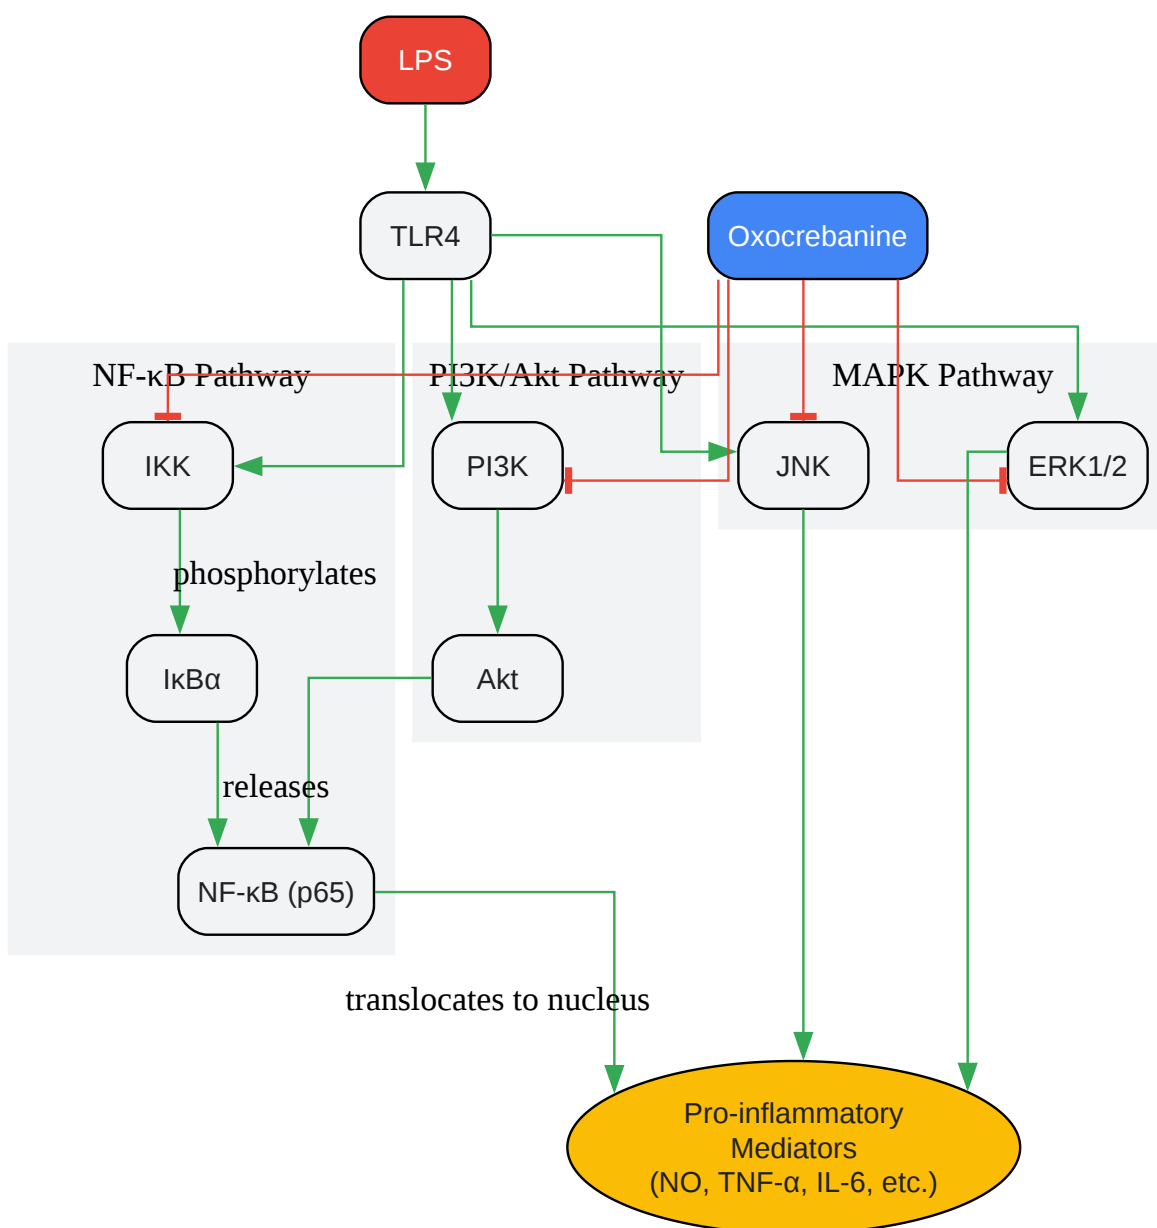 LPS
TLR4
Oxocrebanine
NF-κB Pathway
PI3K/Akt Pathway
MAPK Pathway
IKK
PI3K
JNK
ERK1/2
phosphorylates
IκBα
Akt
releases
NF-κB (p65)
translocates to nucleus
Pro-inflammatory
Mediators
(NO, TNF-α, IL-6, etc.)